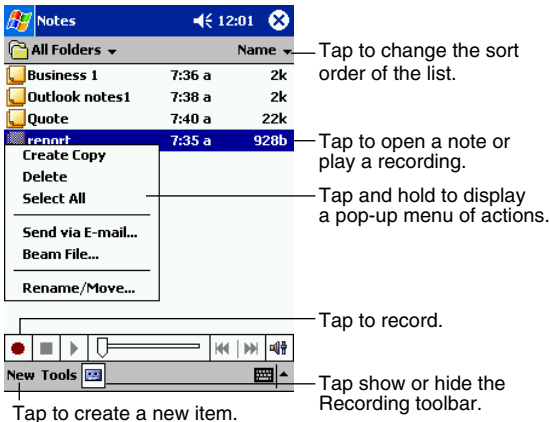 Notes 12:01
All Folders Name
Tap to change the sort
order of the list.
Business 1 7:36 a 2k
Outlook notes1 7:38 a 2k
Quote 7:40 a 22k
report 7:35 a 928b
Tap to open a note or
play a recording.
Create Copy
Delete
Select All
Tap and hold to display
a pop-up menu of actions.
Send via E-mail...
Beam File...
Rename/Move...
Tap to record.
New Tools
Tap show or hide the
Recording toolbar.
Tap to create a new item.